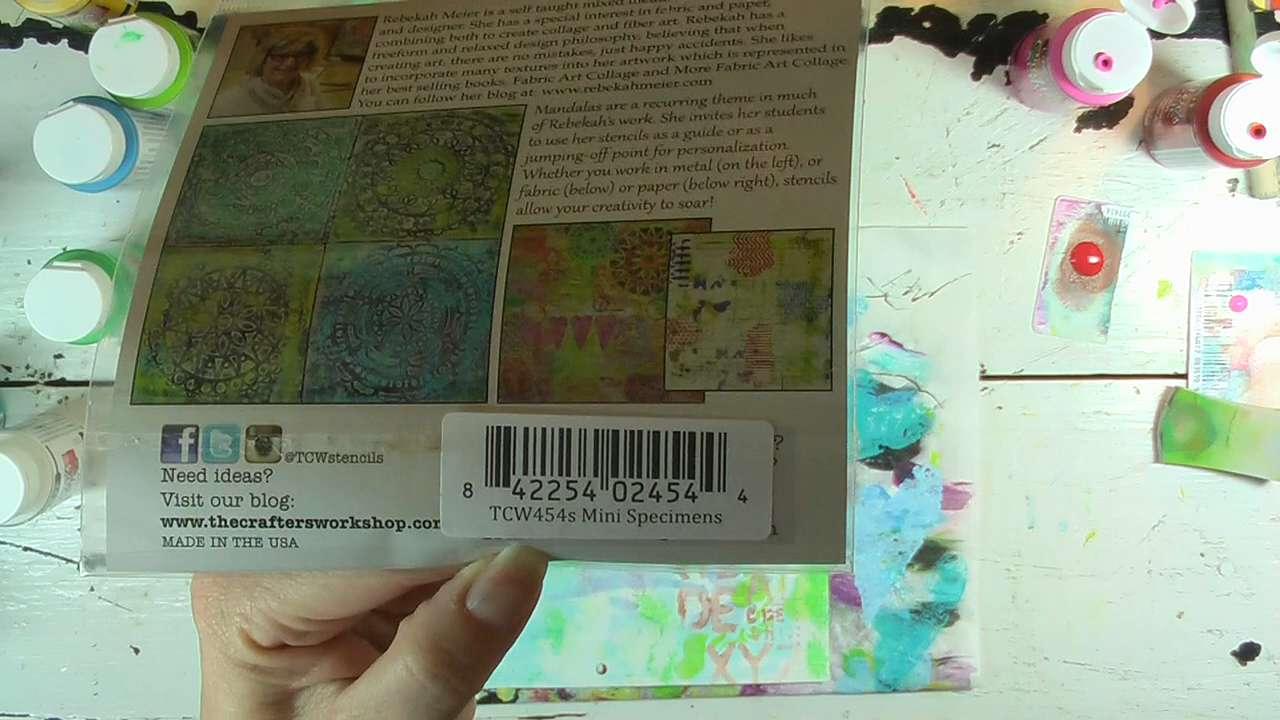 Rebekah Meier is a self taught mixed
and designer. She has a special interest in fabric and paper,
combining both to create collage and fiber art. Rebekah has a
freeform and relaxed design philosophy, believing that when
creating art, there are no mistakes, just happy accidents. She likes
to incorporate many textures into her artwork which is represented in
her best selling books, Fabric Art Collage and More Fabric Art Collage.
You can follow her blog at: www.rebekahmeier.com
Mandalas are a recurring theme in much
of Rebekah's work. She invites her students
to use her stencils as a guide or as a
jumping-off point for personalization.
Whether you work in metal (on the left), or
fabric (below) or paper (below right), stencils
allow your creativity to soar!
@TCWstencils
Need ideas?
Visit our blog:
www.thecraftersworkshop.com
MADE IN THE USA
?
8 42254 02454 4
TCW454s Mini Specimens
DE
XY